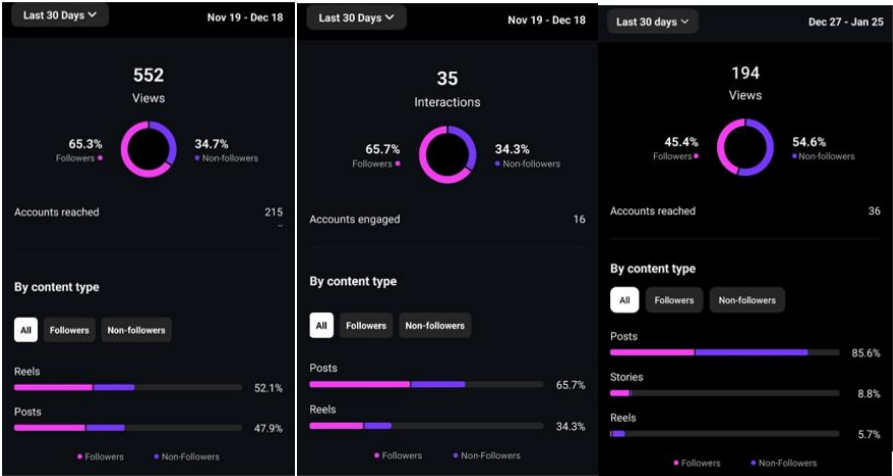 Last 30 Days
Nov 19 - Dec 18
552
Views
65.3%
Followers
34.7%
Non-followers
Accounts reached
215
--
By content type
All
Followers
Non-followers
Reels
52.1%
Posts
47.9%
Followers
Non-Followers
Last 30 Days
Nov 19 - Dec 18
35
Interactions
65.7%
Followers
34.3%
Non-followers
Accounts engaged
16
By content type
All
Followers
Non-followers
Posts
65.7%
Reels
34.3%
Followers
Non-Followers
Last 30 days
Dec 27 - Jan 25
194
Views
45.4%
Followers
54.6%
Non-followers
Accounts reached
36
By content type
All
Followers
Non-followers
Posts
85.6%
Stories
8.8%
Reels
5.7%
Followers
Non-Followers